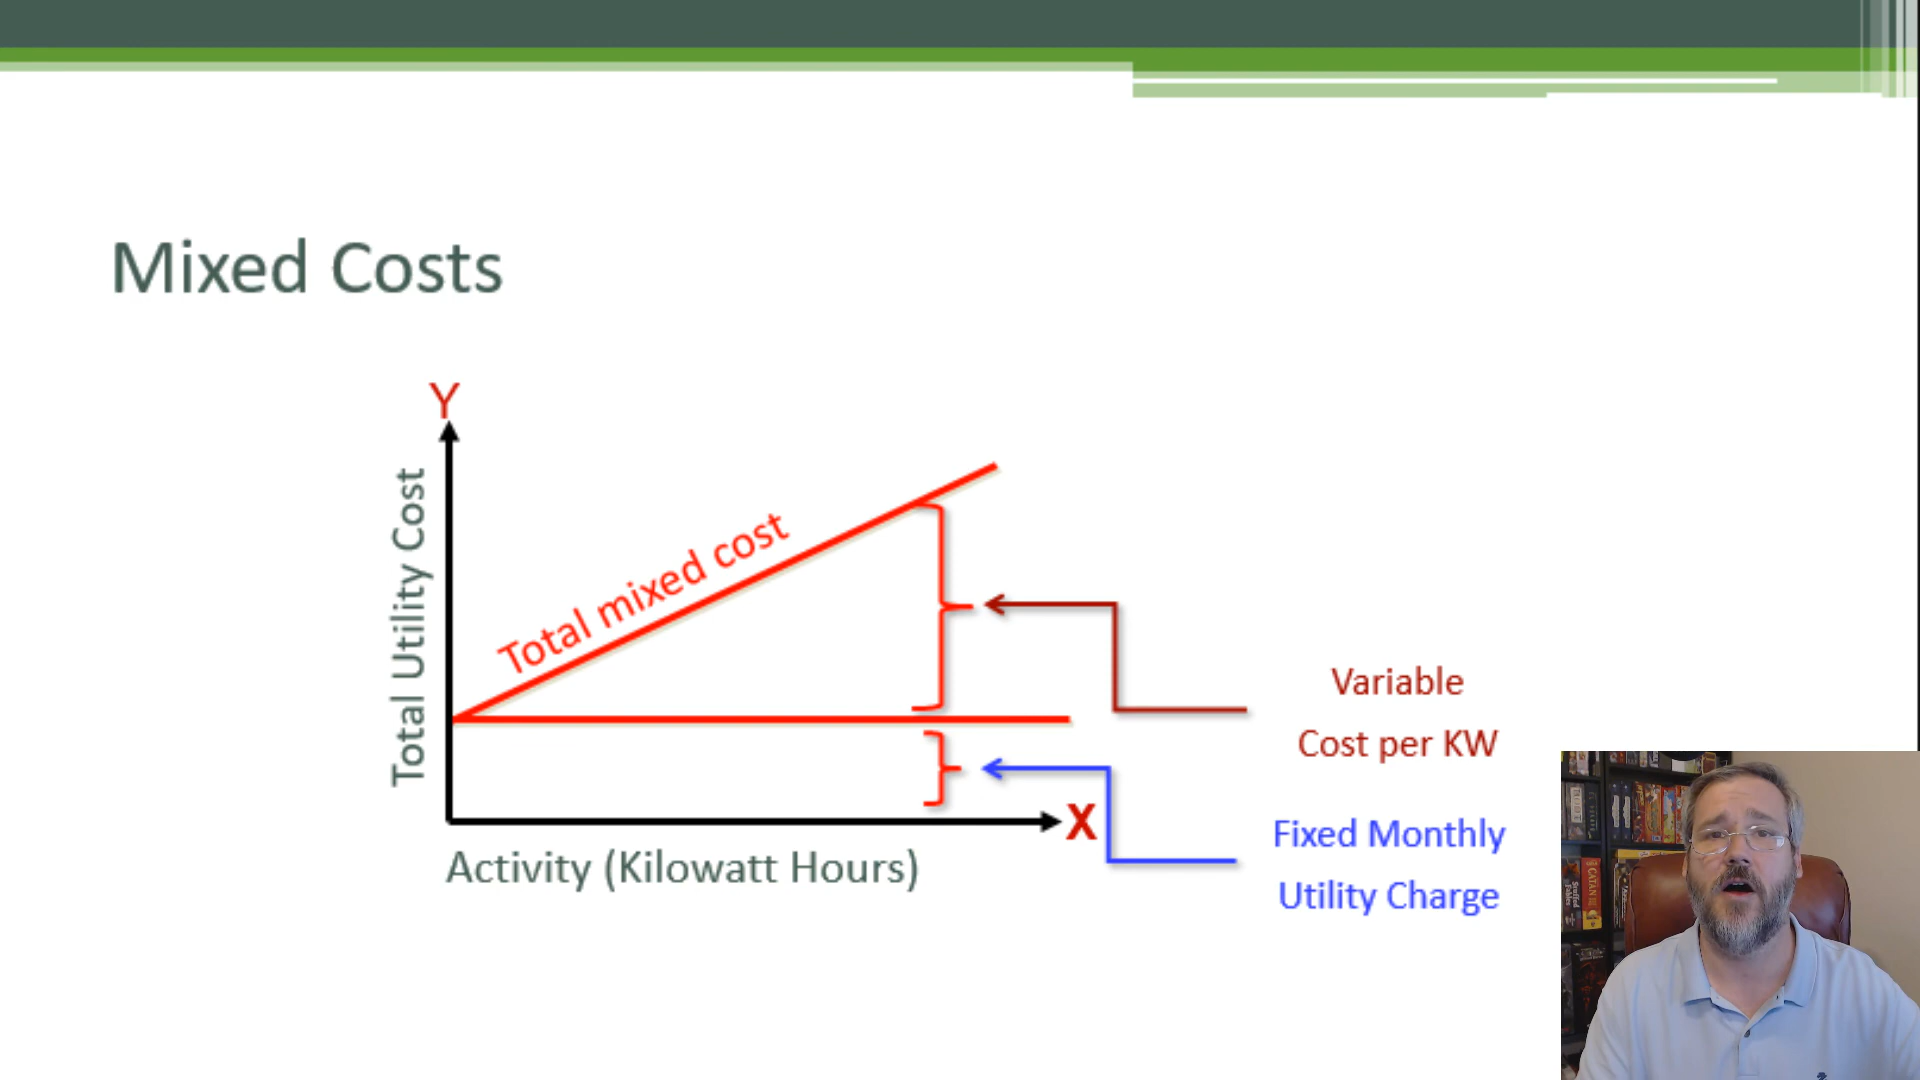 Mixed Costs
Y
Total Utility Cost
Total mixed cost
X
Activity (Kilowatt Hours)
Variable
Cost per KW
Fixed Monthly
Utility Charge
CATAN